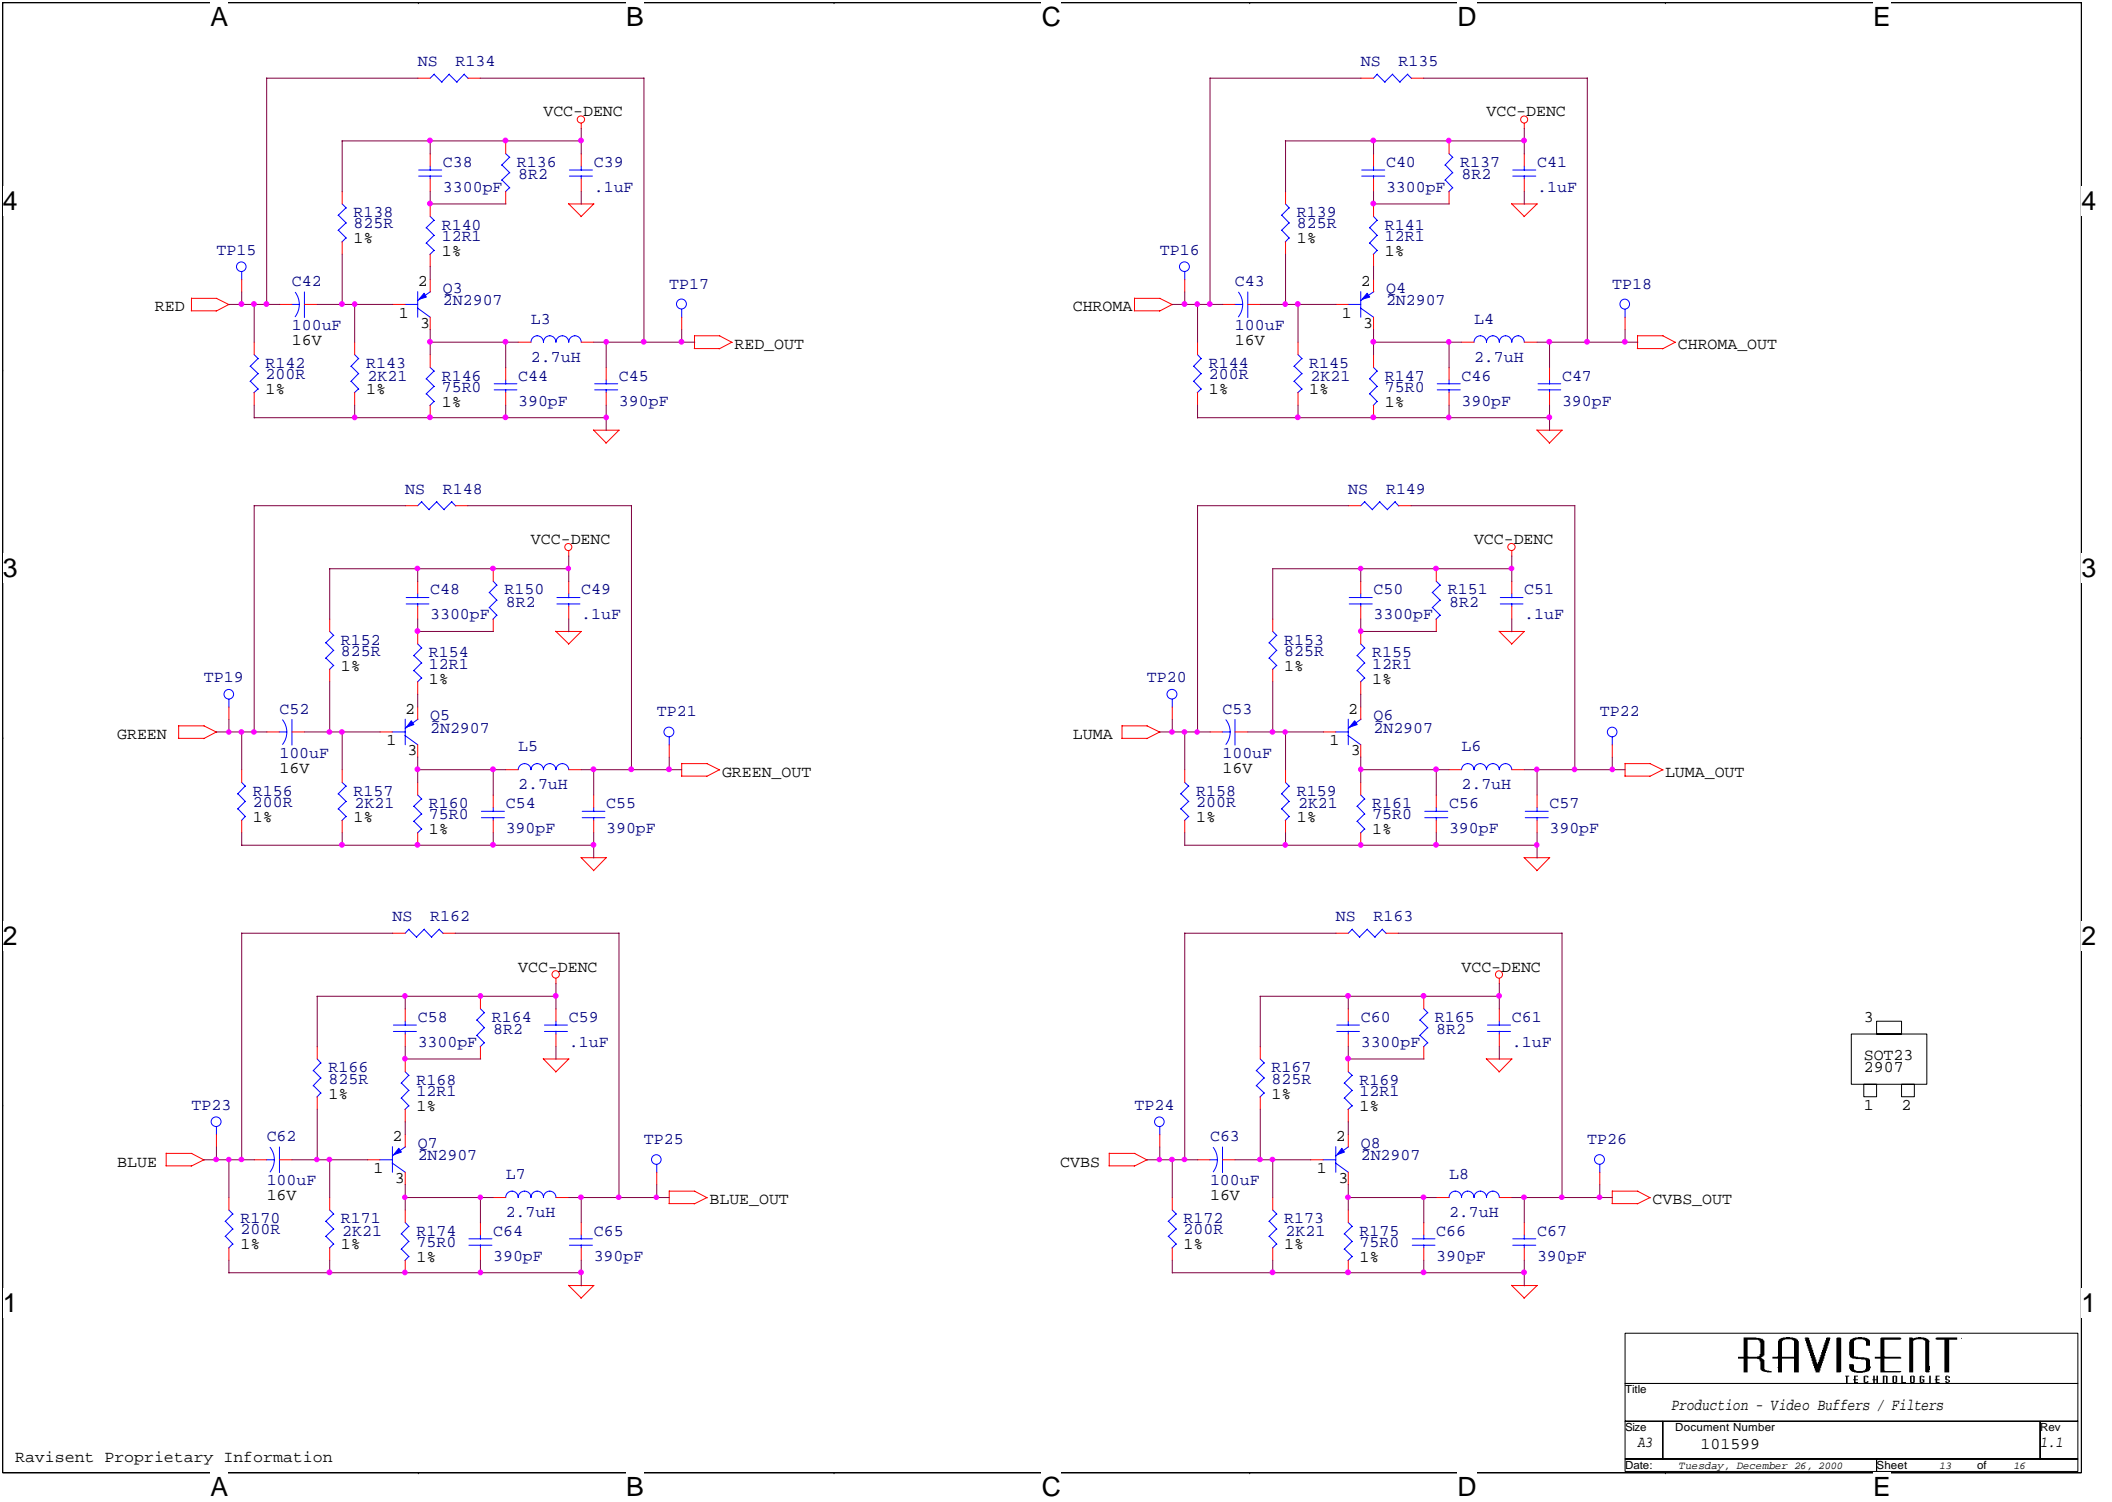 A B C D E
4 4
3 3
2 2
1 1
NS R134
VCC-DENC
C38
3300pF
R136
8R2
C39
.1uF
R138
825R
1%
R140
12R1
1%
TP15
RED
C42
100uF
16V
2
1
3
Q3
2N2907
TP17
L3
2.7uH
RED_OUT
R142
200R
1%
R143
2K21
1%
R146
75R0
1%
C44
390pF
C45
390pF
NS R135
VCC-DENC
C40
3300pF
R137
8R2
C41
.1uF
R139
825R
1%
R141
12R1
1%
TP16
CHROMA
C43
100uF
16V
2
1
3
Q4
2N2907
TP18
L4
2.7uH
CHROMA_OUT
R144
200R
1%
R145
2K21
1%
R147
75R0
1%
C46
390pF
C47
390pF
NS R148
VCC-DENC
C48
3300pF
R150
8R2
C49
.1uF
R152
825R
1%
R154
12R1
1%
TP19
GREEN
C52
100uF
16V
2
1
3
Q5
2N2907
TP21
L5
2.7uH
GREEN_OUT
R156
200R
1%
R157
2K21
1%
R160
75R0
1%
C54
390pF
C55
390pF
NS R149
VCC-DENC
C50
3300pF
R151
8R2
C51
.1uF
R153
825R
1%
R155
12R1
1%
TP20
LUMA
C53
100uF
16V
2
1
3
Q6
2N2907
TP22
L6
2.7uH
LUMA_OUT
R158
200R
1%
R159
2K21
1%
R161
75R0
1%
C56
390pF
C57
390pF
NS R162
VCC-DENC
C58
3300pF
R164
8R2
C59
.1uF
R166
825R
1%
R168
12R1
1%
TP23
BLUE
C62
100uF
16V
2
1
3
Q7
2N2907
TP25
L7
2.7uH
BLUE_OUT
R170
200R
1%
R171
2K21
1%
R174
75R0
1%
C64
390pF
C65
390pF
NS R163
VCC-DENC
C60
3300pF
R165
8R2
C61
.1uF
R167
825R
1%
R169
12R1
1%
TP24
CVBS
C63
100uF
16V
2
1
3
Q8
2N2907
TP26
L8
2.7uH
CVBS_OUT
R172
200R
1%
R173
2K21
1%
R175
75R0
1%
C66
390pF
C67
390pF
3
SOT23
2907
1 2
RAVISENT
TECHNOLOGIES
Title
Production - Video Buffers / Filters
Size Document Number Rev
A3 101599 1.1
Date: Tuesday, December 26, 2000 Sheet 13 of 16
Ravisent Proprietary Information
A B C D E